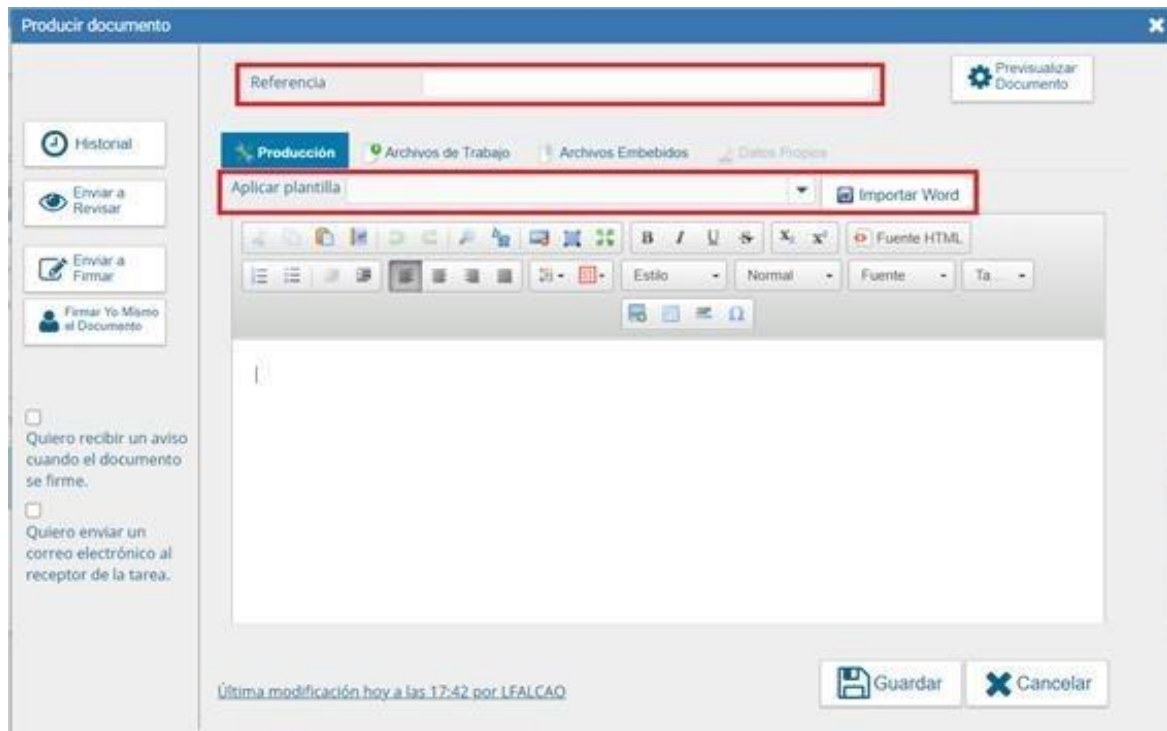 Producir documento
Referencia
Previsualizar
Documento
Historial
Producción
Archivos de Trabajo
Archivos Embebidos
Datos Propios
Enviar a
Revisar
Aplicar plantilla
Importar Word
B I U S X₂ X² Fuente HTML
Enviar a
Firmar
Estilo
Normal
Fuente
Ta...
Firmar Yo Mismo
el Documento
Ω
Quiero recibir un aviso
cuando el documento
se firme.
Quiero enviar un
correo electrónico al
receptor de la tarea.
Última modificación hoy a las 17:42 por LFALCAO
Guardar
Cancelar